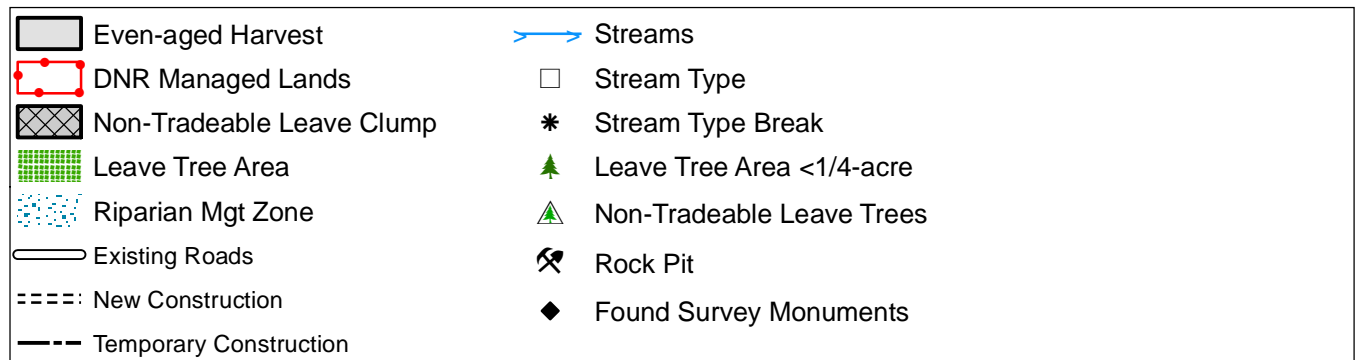 Even-aged Harvest
DNR Managed Lands
Non-Tradeable Leave Clump
Leave Tree Area
Riparian Mgt Zone
Existing Roads
New Construction
Temporary Construction
Streams
Stream Type
Stream Type Break
Leave Tree Area <1/4-acre
Non-Tradeable Leave Trees
Rock Pit
Found Survey Monuments